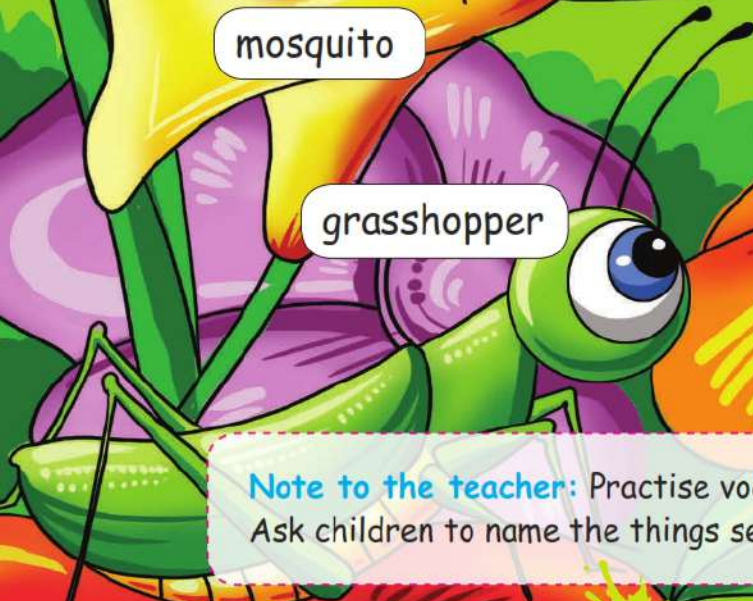 mosquito
grasshopper
Note to the teacher: Practise
Ask children to name the things